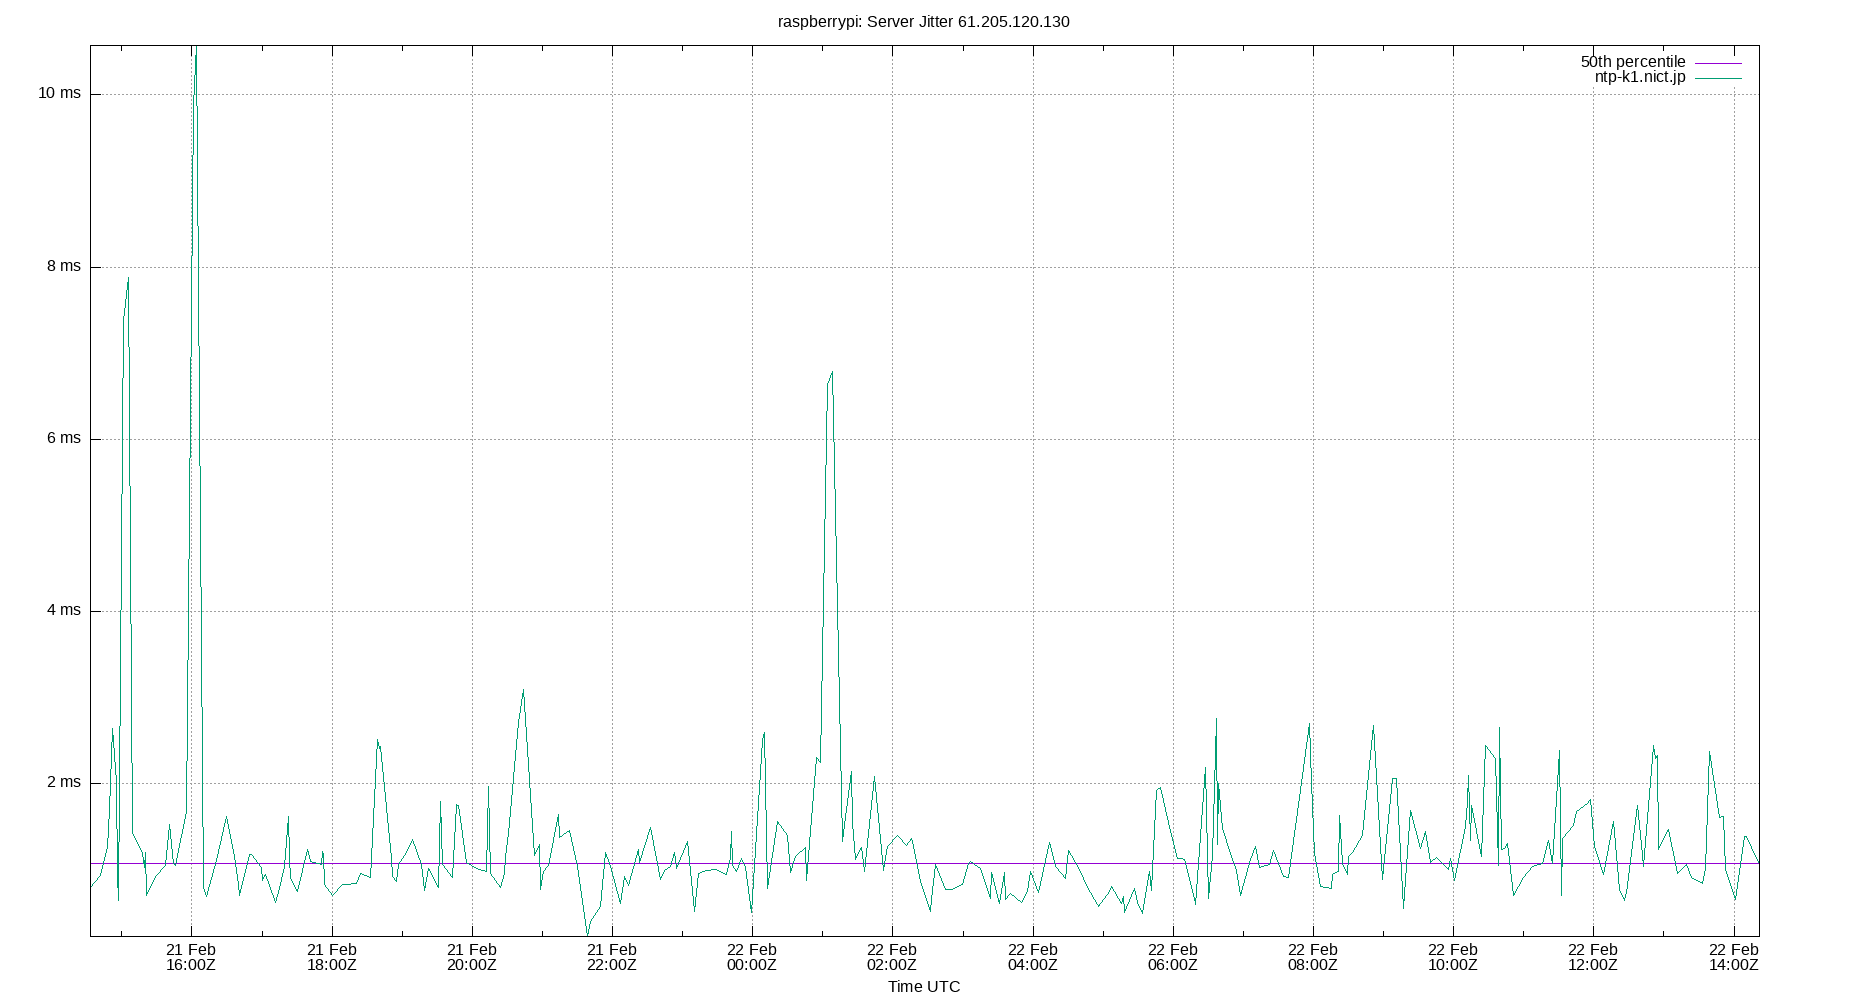 raspberrypi: Server Jitter 61.205.120.130
50th percentile
ntp-k1.nict.jp
10 ms
8 ms
6 ms
4 ms
2 ms
21 Feb 21 Feb 21 Feb 21 Feb 22 Feb 22 Feb 22 Feb 22 Feb 22 Feb 22 Feb 22 Feb 22 Feb
16:00Z 18:00Z 20:00Z 22:00Z 00:00Z 02:00Z 04:00Z 06:00Z 08:00Z 10:00Z 12:00Z 14:00Z
Time UTC